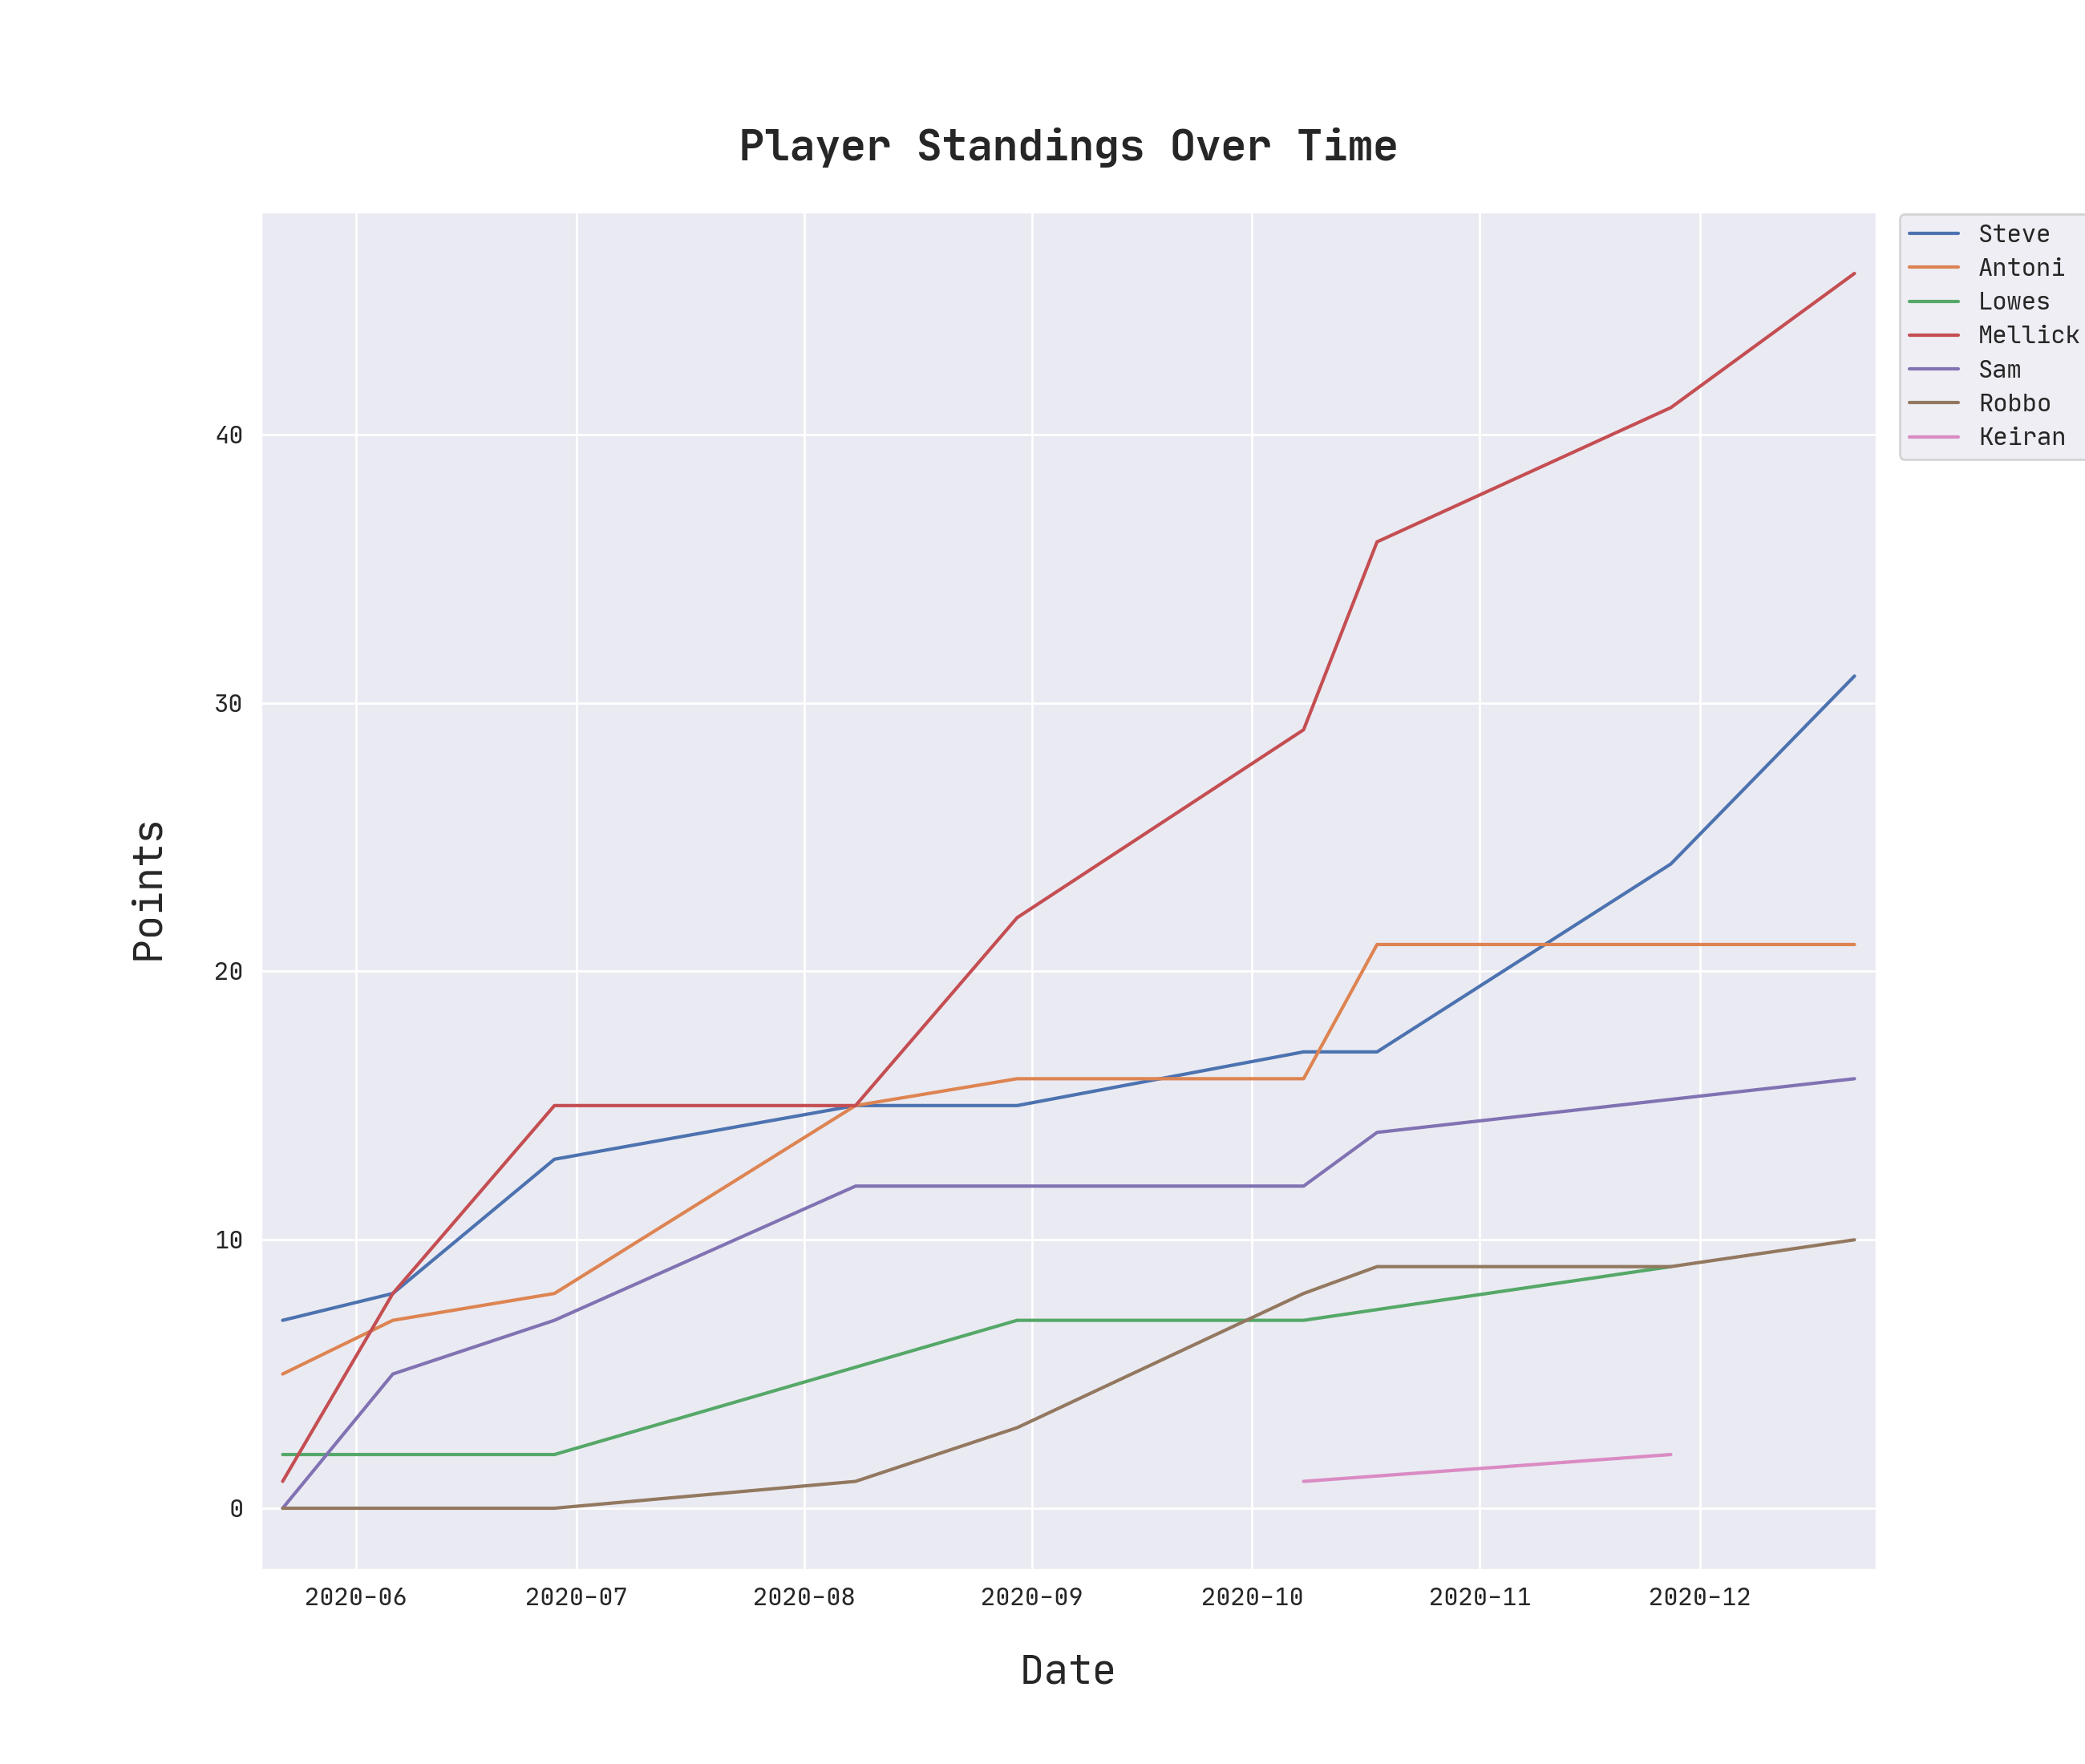 Player Standings Over Time
Steve
Antoni
Lowes
Mellick
Sam
Robbo
Keiran
Points
40
30
20
10
0
2020-06 2020-07 2020-08 2020-09 2020-10 2020-11 2020-12
Date